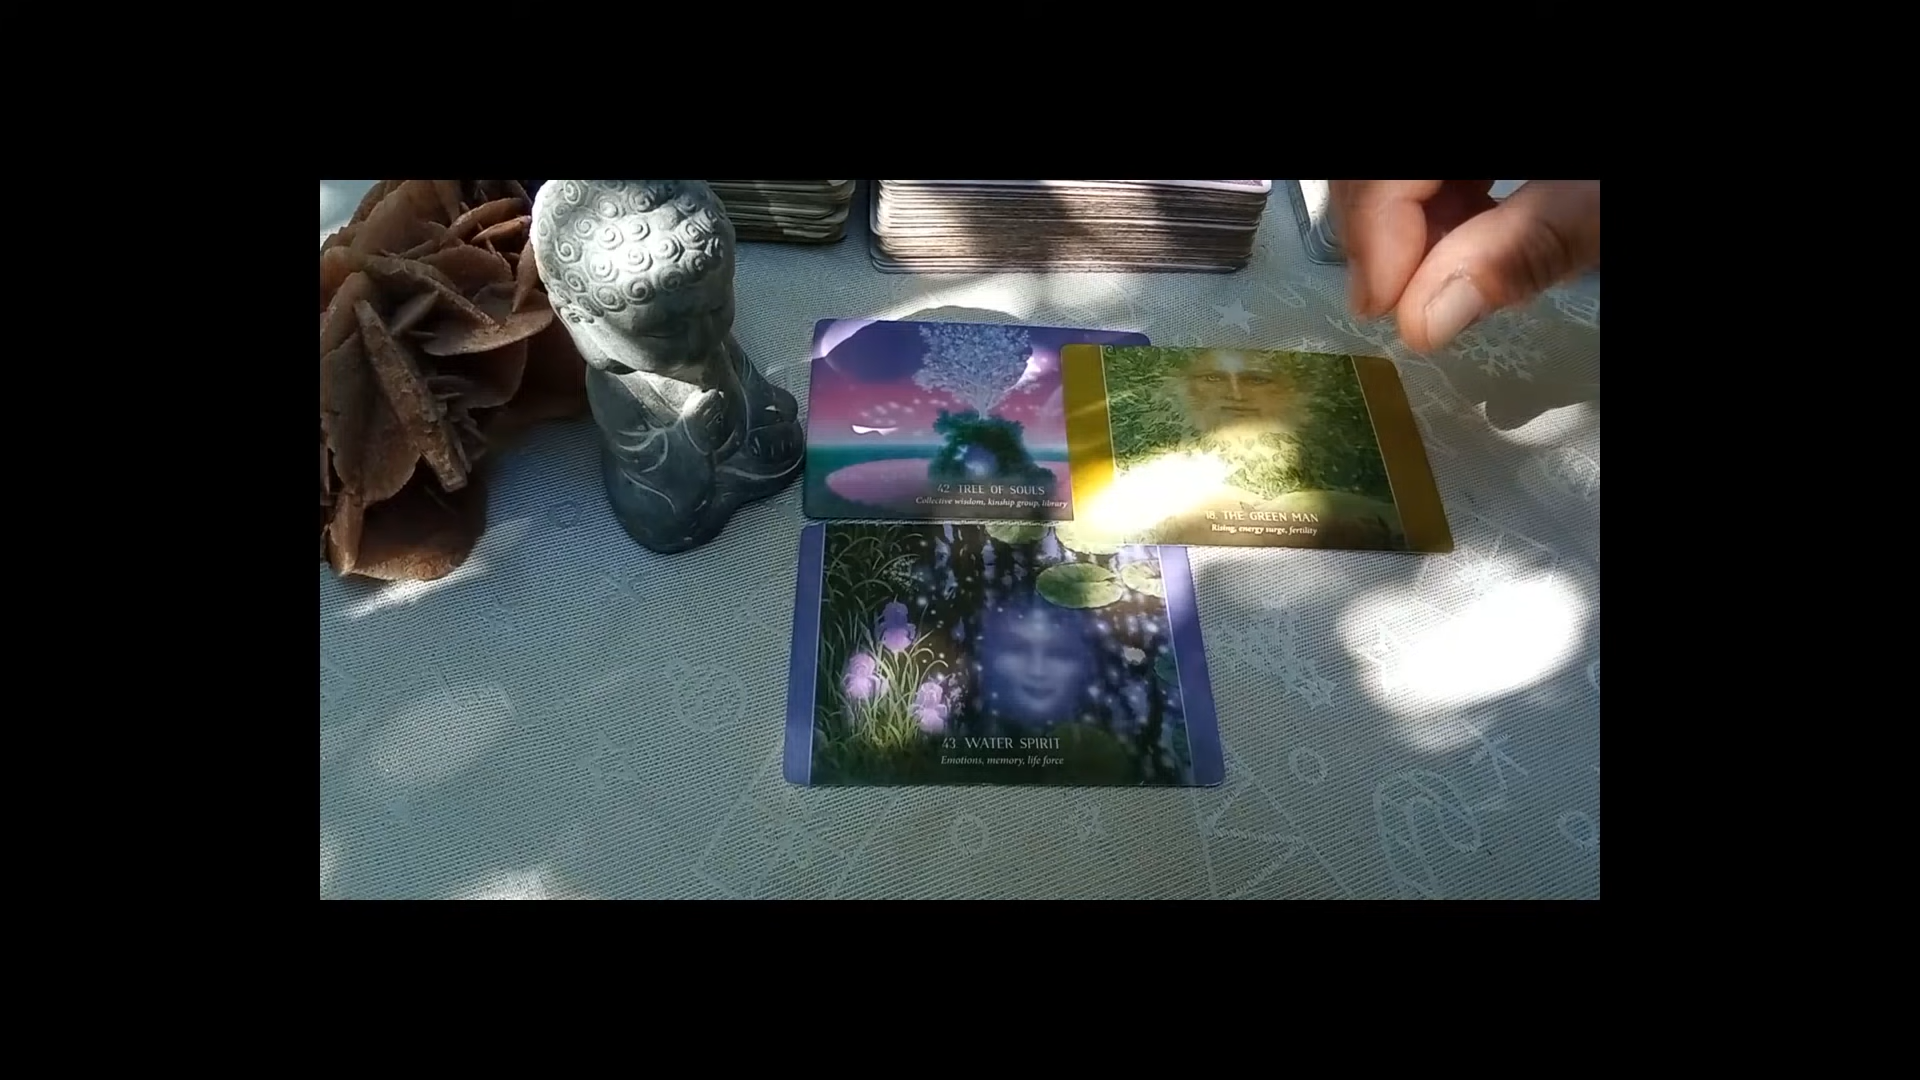 42 TREE OF SOULS
Collective wisdom, kinship group, library
18. THE GREEN MAN
Rising, energy surge, fertility
43 WATER SPIRIT
Emotions, memory, life force